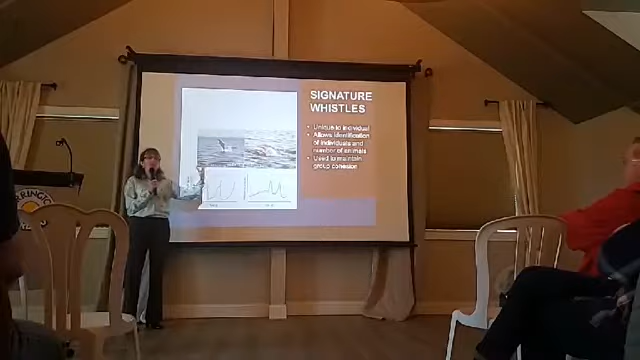 SIGNATURE
WHISTLES
• Unique to individual
• Allows identification
of individuals and
number of animals
• Used to maintain
group cohesion